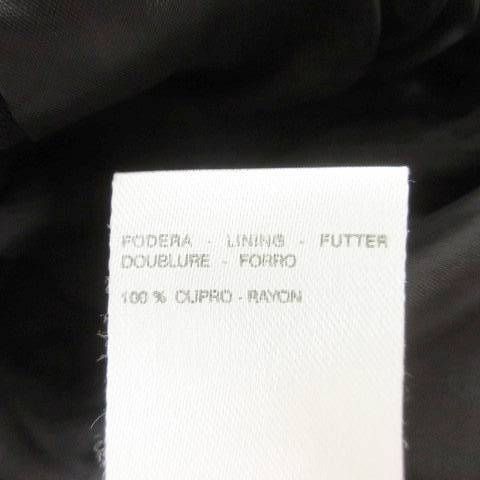 FODERA - LINING - FUTTER
DOUBLURE - FORRO
100 % CUPRO - RAYON